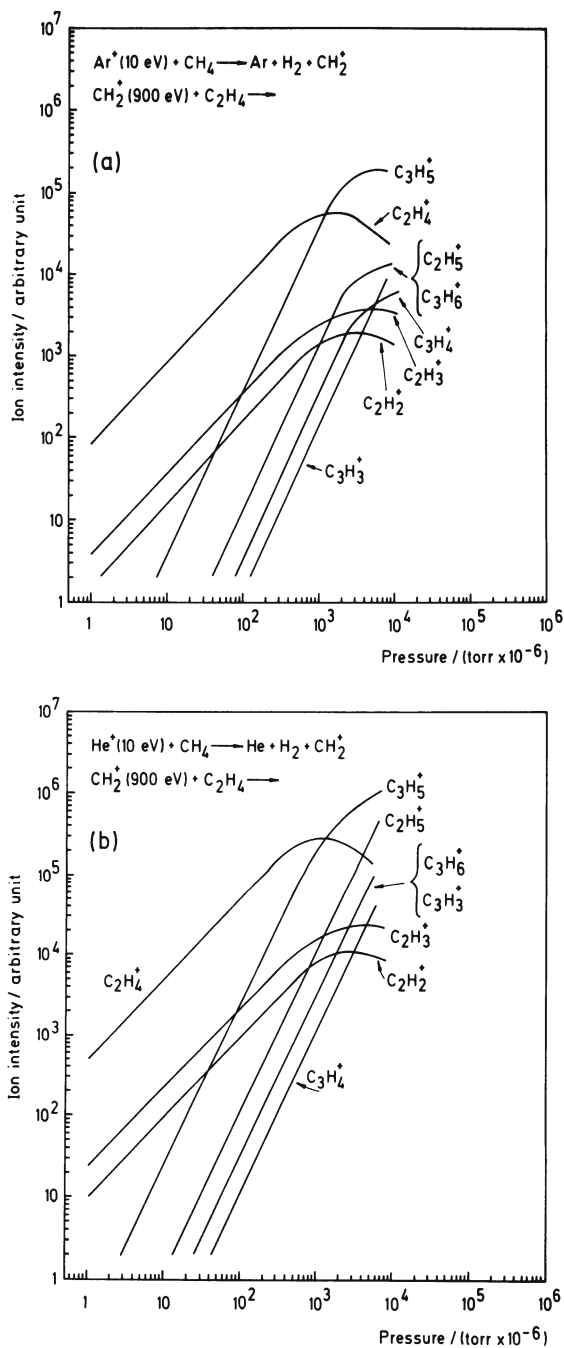 Ar⁺(10 eV) + CH₄ ⟶ Ar + H₂ + CH₂⁺
CH₂⁺(900 eV) + C₂H₄ ⟶
(a)
Ion intensity / arbitrary unit
10⁷
10⁶
10⁵
10⁴
10³
10²
10
1
C₃H₅⁺
C₂H₄⁺
C₂H₅⁺
C₃H₆⁺
C₃H₄⁺
C₂H₃⁺
C₂H₂⁺
C₃H₃⁺
1 10 10² 10³ 10⁴ 10⁵ 10⁶
Pressure / (torr x 10⁻⁶)
He⁺(10 eV) + CH₄ ⟶ He + H₂ + CH₂⁺
CH₂⁺(900 eV) + C₂H₄ ⟶
(b)
Ion intensity / arbitrary unit
10⁷
10⁶
10⁵
10⁴
10³
10²
10
1
C₃H₅⁺
C₂H₅⁺
C₃H₆⁺
C₃H₃⁺
C₂H₃⁺
C₂H₂⁺
C₂H₄⁺
C₃H₄⁺
1 10 10² 10³ 10⁴ 10⁵ 10⁶
Pressure / (torr x 10⁻⁶)